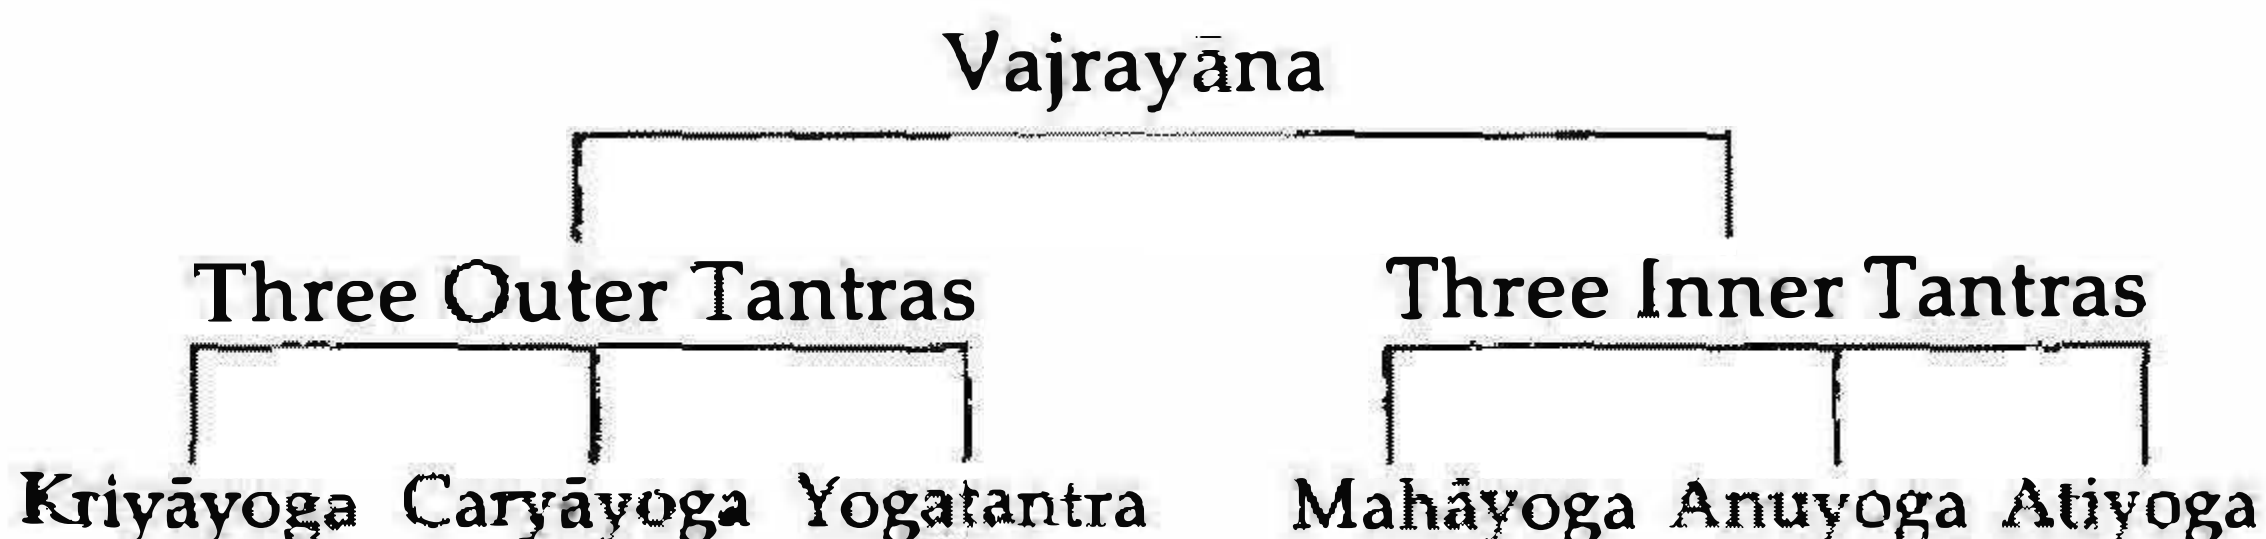 Vajrayāna
Three Outer Tantras Three Inner Tantras
Kriyāyoga Caryāyoga Yogatantra Mahāyoga Anuyoga Atiyoga